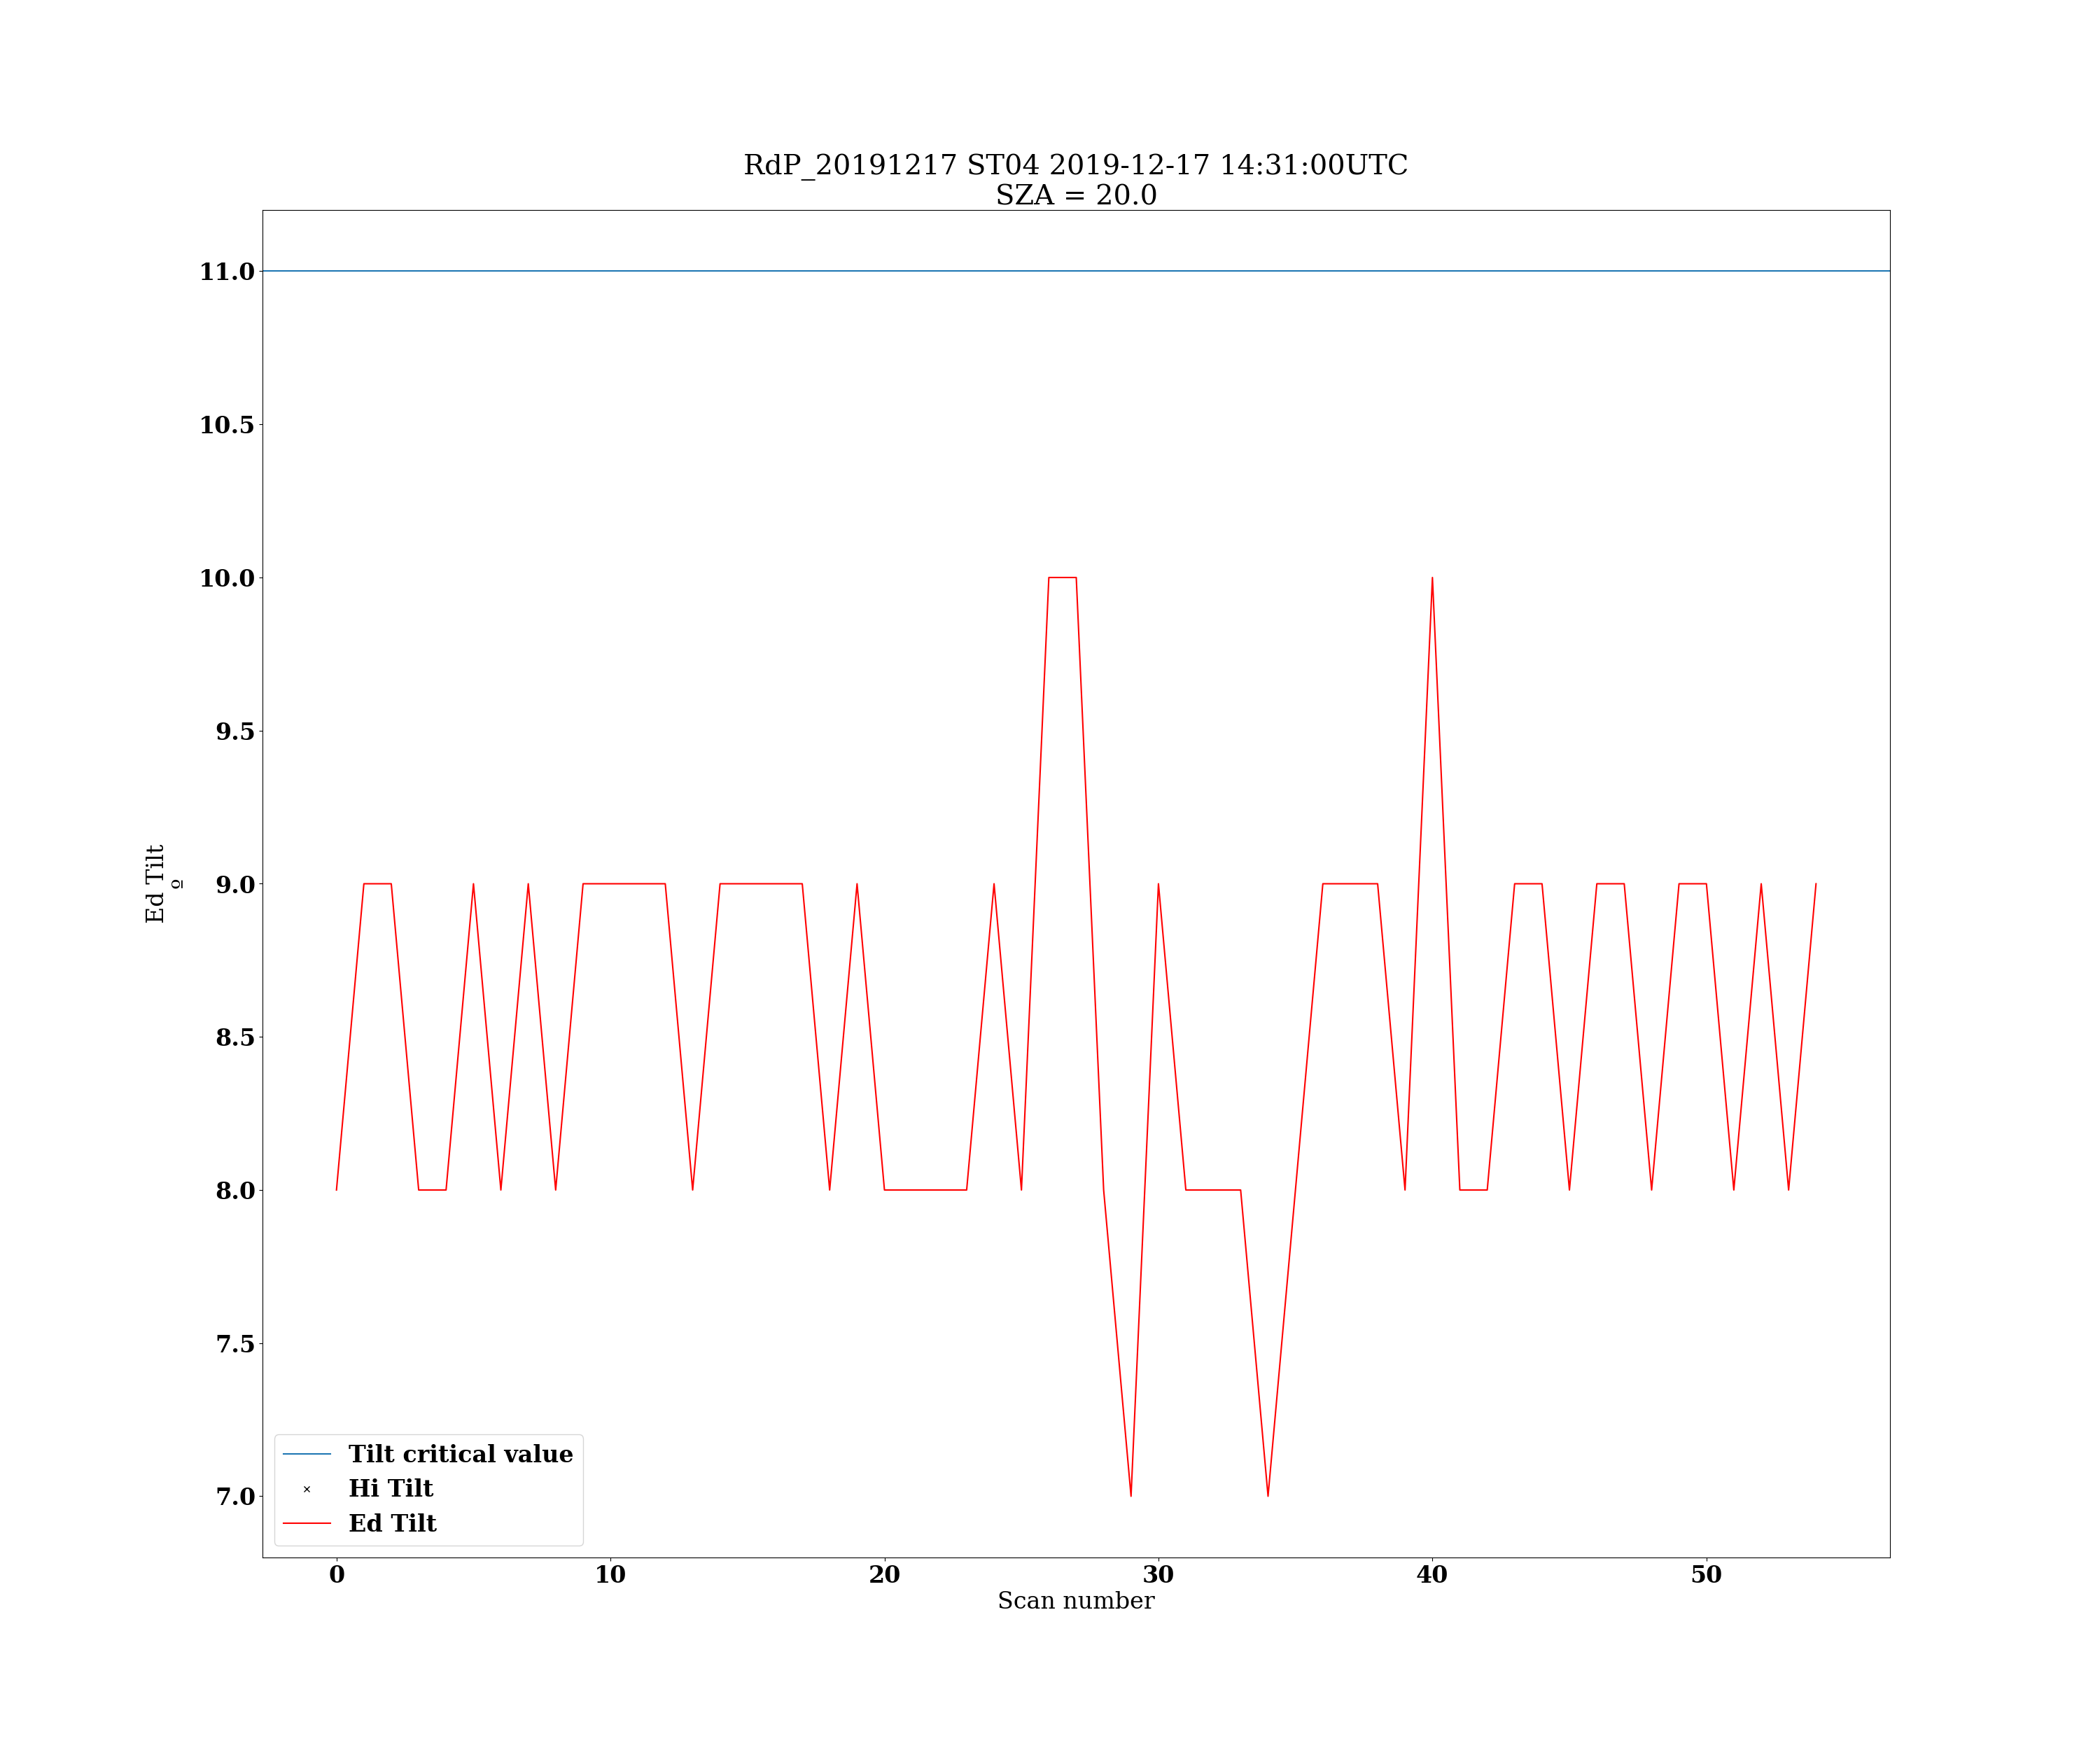 RdP_20191217 ST04 2019-12-17 14:31:00UTC
SZA = 20.0
11.0
10.5
10.0
9.5
9.0
8.5
8.0
7.5
7.0
Ed Tilt
º
Tilt critical value
Hi Tilt
Ed Tilt
0 10 20 30 40 50
Scan number